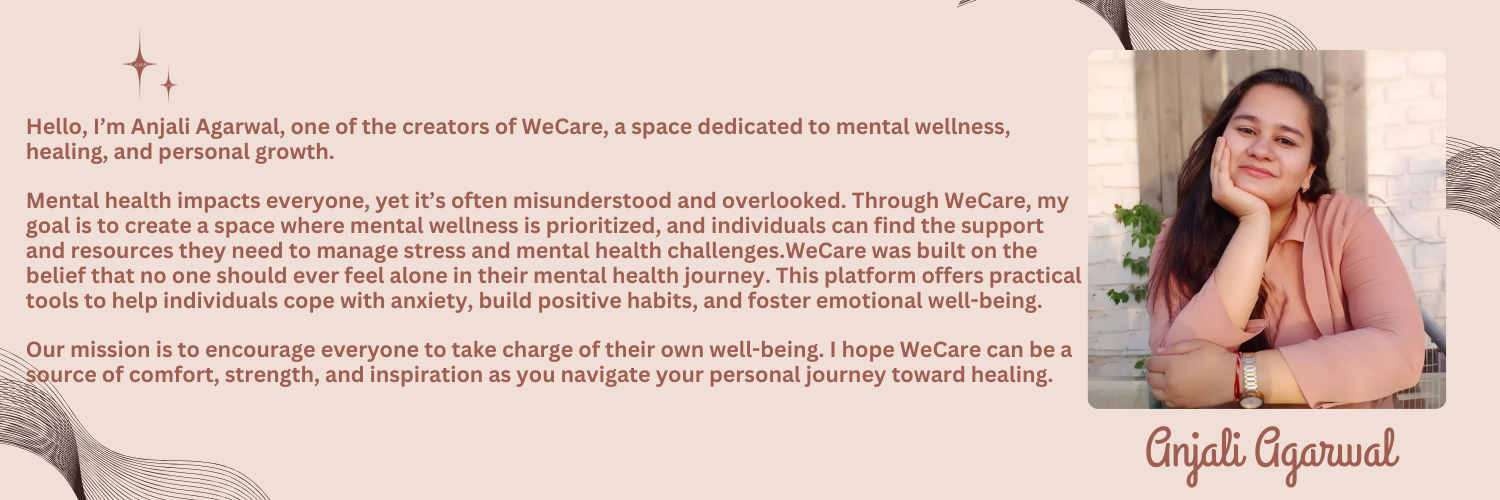 Hello, I’m Anjali Agarwal, one of the creators of WeCare, a space dedicated to mental wellness,
healing, and personal growth.
Mental health impacts everyone, yet it’s often misunderstood and overlooked. Through WeCare, my
goal is to create a space where mental wellness is prioritized, and individuals can find the support
and resources they need to manage stress and mental health challenges.WeCare was built on the
belief that no one should ever feel alone in their mental health journey. This platform offers practical
tools to help individuals cope with anxiety, build positive habits, and foster emotional well-being.
Our mission is to encourage everyone to take charge of their own well-being. I hope WeCare can be a
source of comfort, strength, and inspiration as you navigate your personal journey toward healing.
Anjali Agarwal